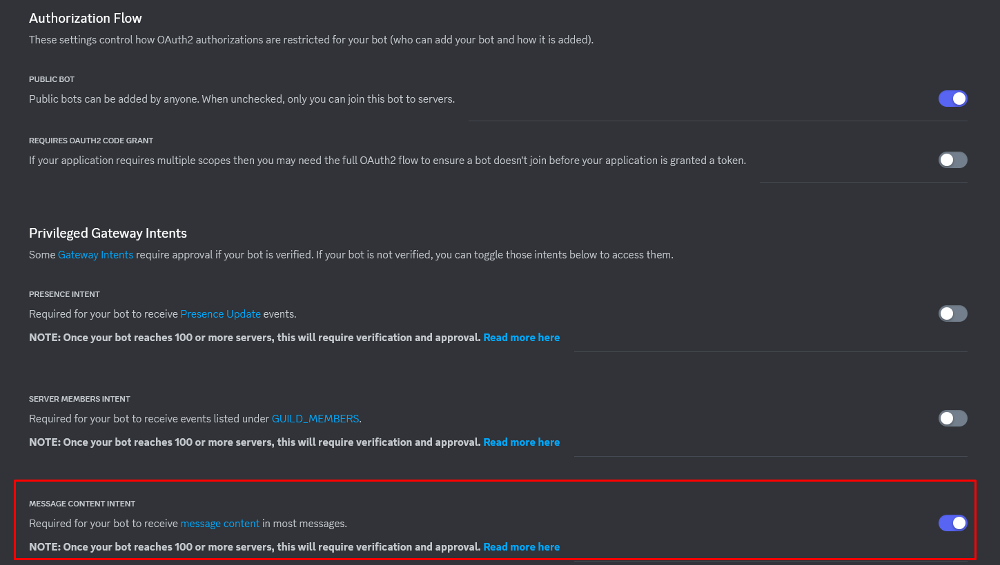 Authorization Flow
These settings control how OAuth2 authorizations are restricted for your bot (who can add your bot and how it is added).
PUBLIC BOT
Public bots can be added by anyone. When unchecked, only you can join this bot to servers.
REQUIRES OAUTH2 CODE GRANT
If your application requires multiple scopes then you may need the full OAuth2 flow to ensure a bot doesn't join before your application is granted a token.
Privileged Gateway Intents
Some Gateway Intents require approval if your bot is verified. If your bot is not verified, you can toggle those intents below to access them.
PRESENCE INTENT
Required for your bot to receive Presence Update events.
NOTE: Once your bot reaches 100 or more servers, this will require verification and approval. Read more here
SERVER MEMBERS INTENT
Required for your bot to receive events listed under GUILD_MEMBERS.
NOTE: Once your bot reaches 100 or more servers, this will require verification and approval. Read more here
MESSAGE CONTENT INTENT
Required for your bot to receive message content in most messages.
NOTE: Once your bot reaches 100 or more servers, this will require verification and approval. Read more here